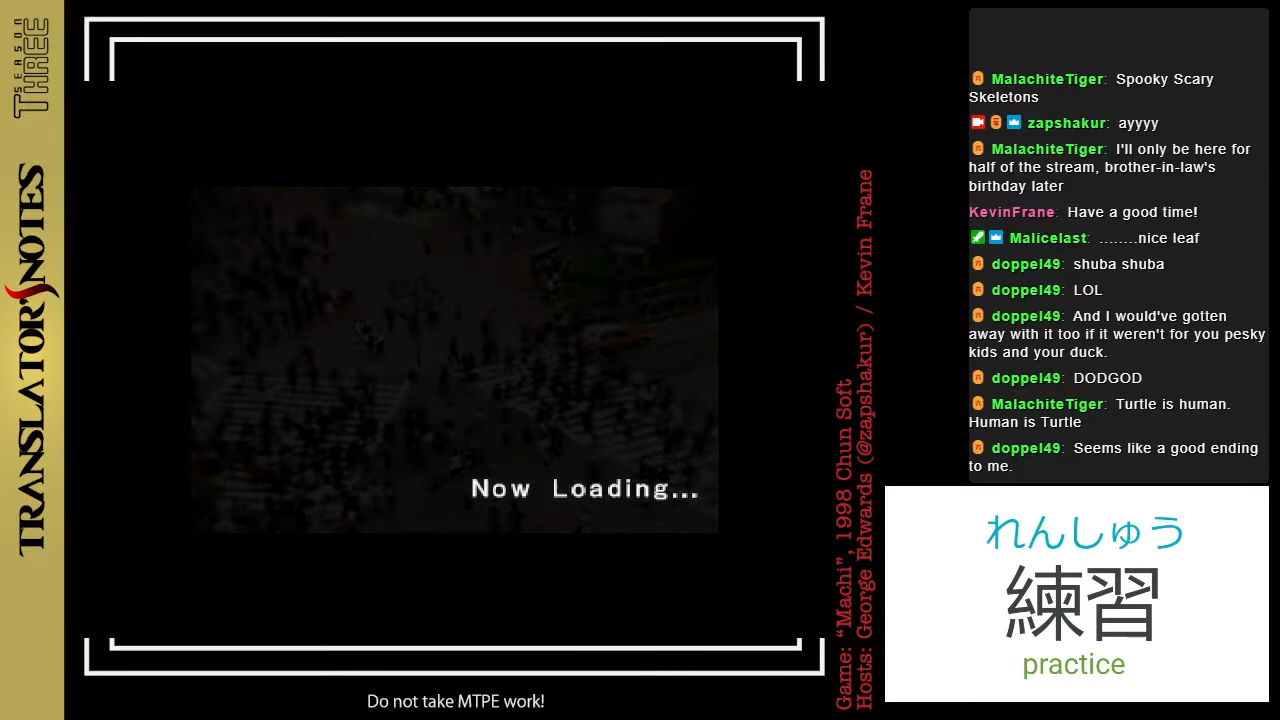 SEASON
THREE
TRANSLATOR'S NOTES
Now Loading...
Game: "Machi", 1998 Chun Soft
Hosts: George Edwards (@zapshakur) / Kevin Frane
Do not take MTPE work!
MalachiteTiger: Spooky Scary
Skeletons
zapshakur: ayyyy
MalachiteTiger: I'll only be here for
half of the stream, brother-in-law's
birthday later
KevinFrane: Have a good time!
Malicelast: ........nice leaf
doppel49: shuba shuba
doppel49: LOL
doppel49: And I would've gotten
away with it too if it weren't for you pesky
kids and your duck.
doppel49: DODGOD
MalachiteTiger: Turtle is human.
Human is Turtle
doppel49: Seems like a good ending
to me.
れんしゅう
練習
practice